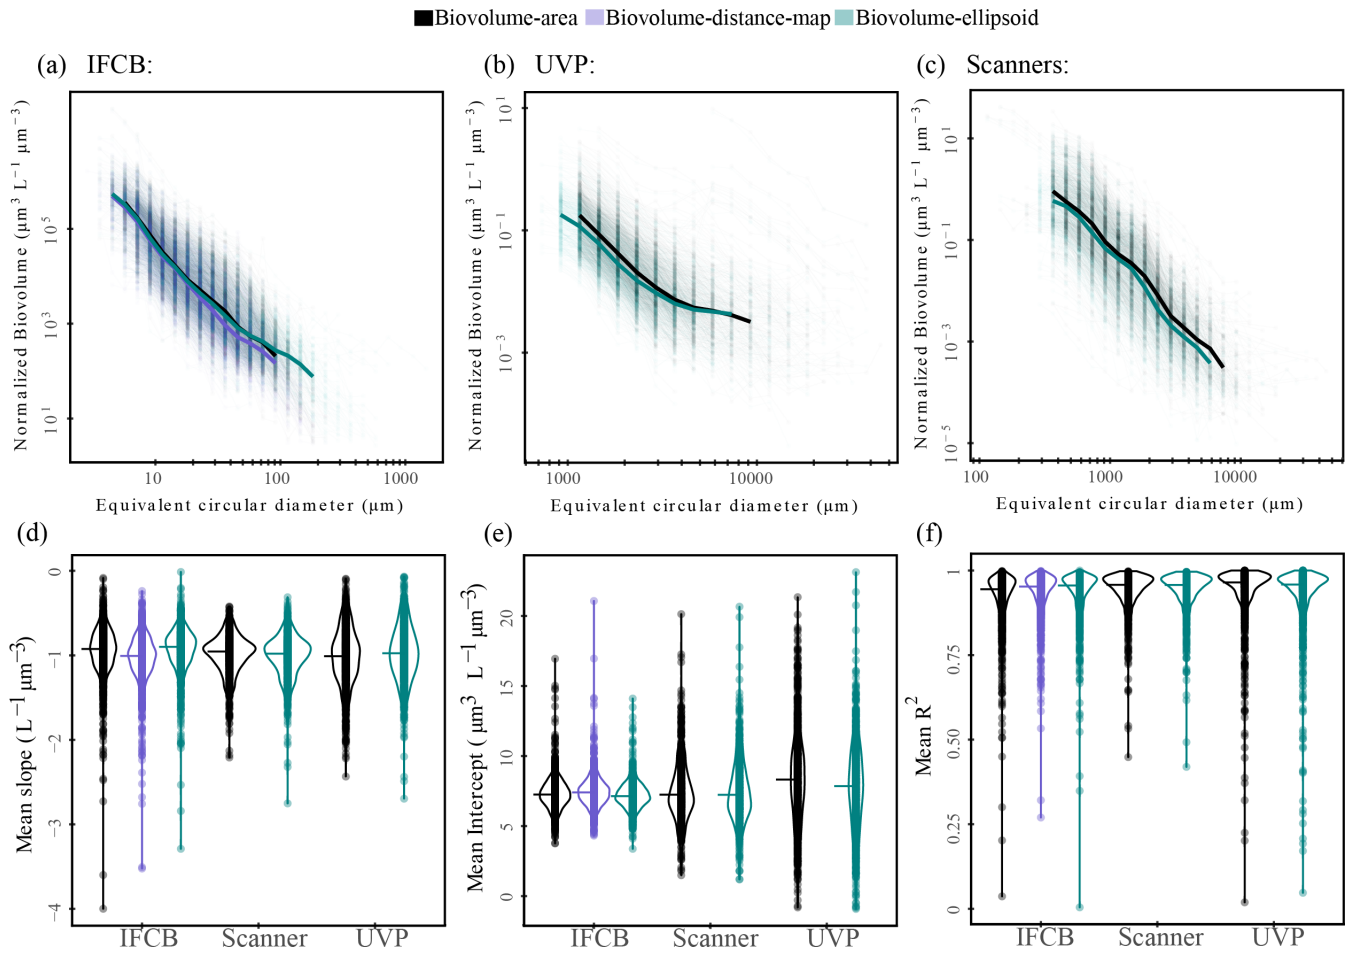 Biovolume-area Biovolume-distance-map Biovolume-ellipsoid
(a) IFCB:
(b) UVP:
(c) Scanners:
Normalized Biovolume (μm³ L⁻¹ μm⁻³)
10⁵
10³
10¹
10
100
1000
Equivalent circular diameter (μm)
Normalized Biovolume (μm³ L⁻¹ μm⁻³)
10¹
10⁻¹
10⁻³
1000
10000
Equivalent circular diameter (μm)
Normalized Biovolume (μm³ L⁻¹ μm⁻³)
10¹
10⁻¹
10⁻³
10⁻⁵
100
1000
10000
Equivalent circular diameter (μm)
(d)
Mean slope (L⁻¹ μm⁻³)
0
−1
−2
−3
−4
IFCB
Scanner
UVP
(e)
Mean Intercept (μm³ L⁻¹ μm⁻³)
20
15
10
5
0
IFCB
Scanner
UVP
(f)
Mean R²
1
0.75
0.50
0.25
0
IFCB
Scanner
UVP